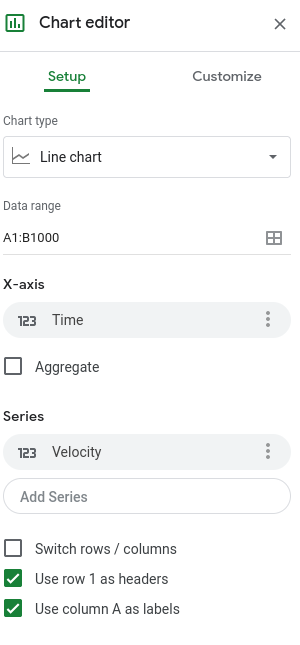 Chart editor
Setup Customize
Chart type
Line chart
Data range
A1:B1000
X-axis
123 Time
Aggregate
Series
123 Velocity
Add Series
Switch rows / columns
Use row 1 as headers
Use column A as labels